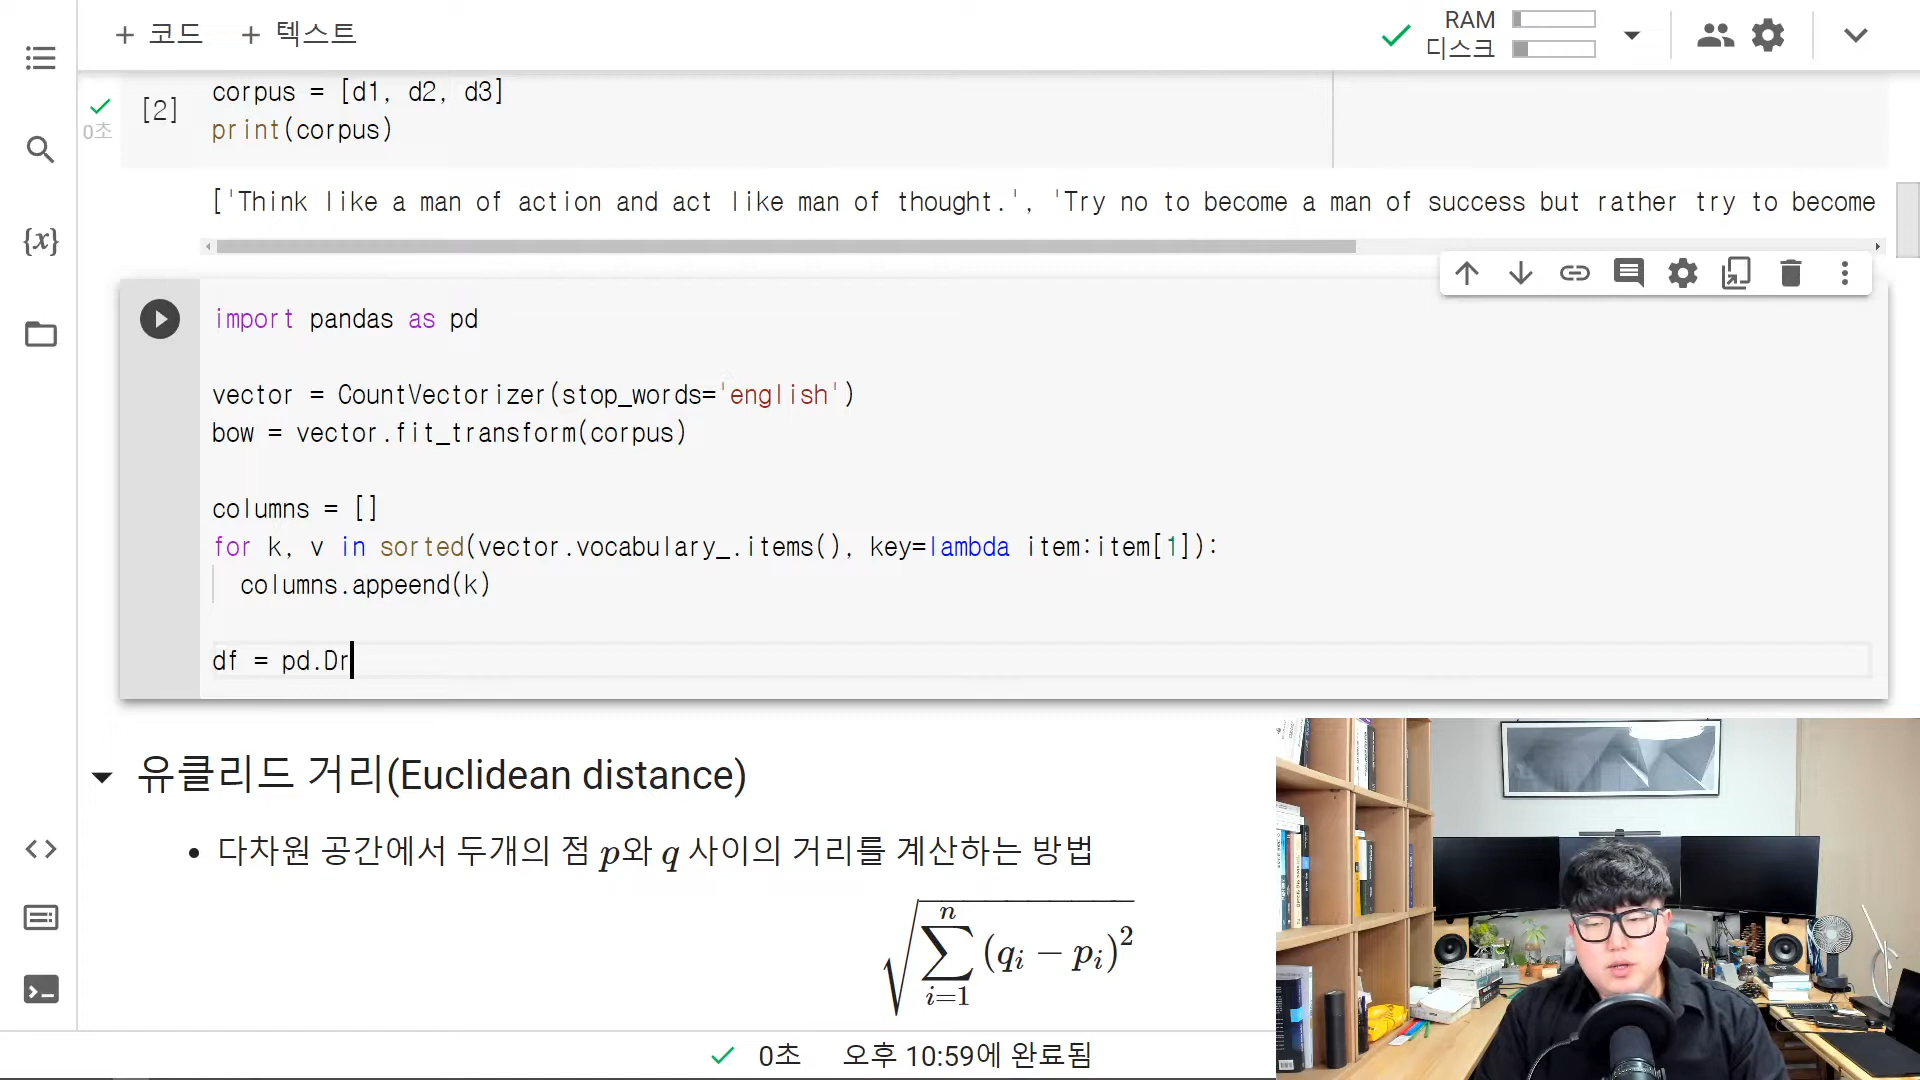 + 코드 + 텍스트
RAM
디스크
{x}
0초
[2]
corpus = [d1, d2, d3]
print(corpus)
['Think like a man of action and act like man of thought.', 'Try no to become a man of success but rather try to become
import pandas as pd
vector = CountVectorizer(stop_words='english')
bow = vector.fit_transform(corpus)
columns = []
for k, v in sorted(vector.vocabulary_.items(), key=lambda item:item[1]):
columns.appeend(k)
df = pd.Dr
유클리드 거리(Euclidean distance)
• 다차원 공간에서 두개의 점 p와 q 사이의 거리를 계산하는 방법
√∑ⁿᵢ₌₁ (qᵢ − pᵢ)²
0초 오후 10:59에 완료됨